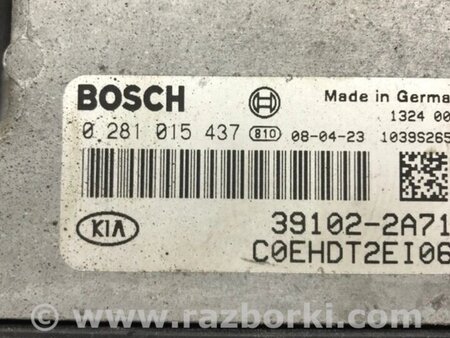 BOSCH
Made in Germa
1324 00
0 281 015 437 810 08-04-23 1039S265
KIA
39102-2A71
C0EHDT2EI06
© www.razborki.com